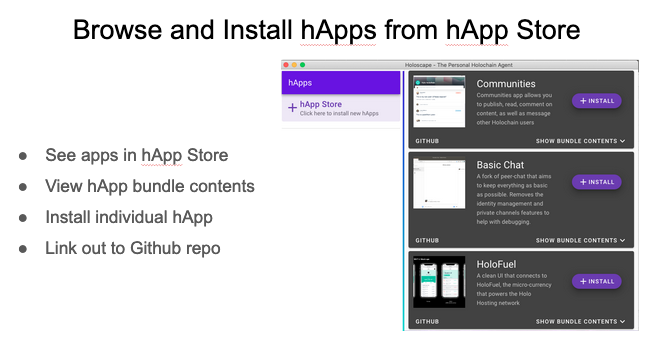 Browse and Install hApps from hApp Store
● See apps in hApp Store
● View hApp bundle contents
● Install individual hApp
● Link out to Github repo
Holoscape - The Personal Holochain Agent
hApps
+ hApp Store
Click here to install new hApps
Communities
Communities app allows you
to publish, read, comment on
content, as well as message
other Holochain users
+ INSTALL
GITHUB
SHOW BUNDLE CONTENTS
Basic Chat
A fork of peer-chat that aims
to keep everything as basic
as possible. Removes the
identity management and
private channels features to
help with debugging.
+ INSTALL
GITHUB
SHOW BUNDLE CONTENTS
HoloFuel
A clean UI that connects to
HoloFuel, the micro-currency
that powers the Holo
Hosting network
+ INSTALL
GITHUB
SHOW BUNDLE CONTENTS